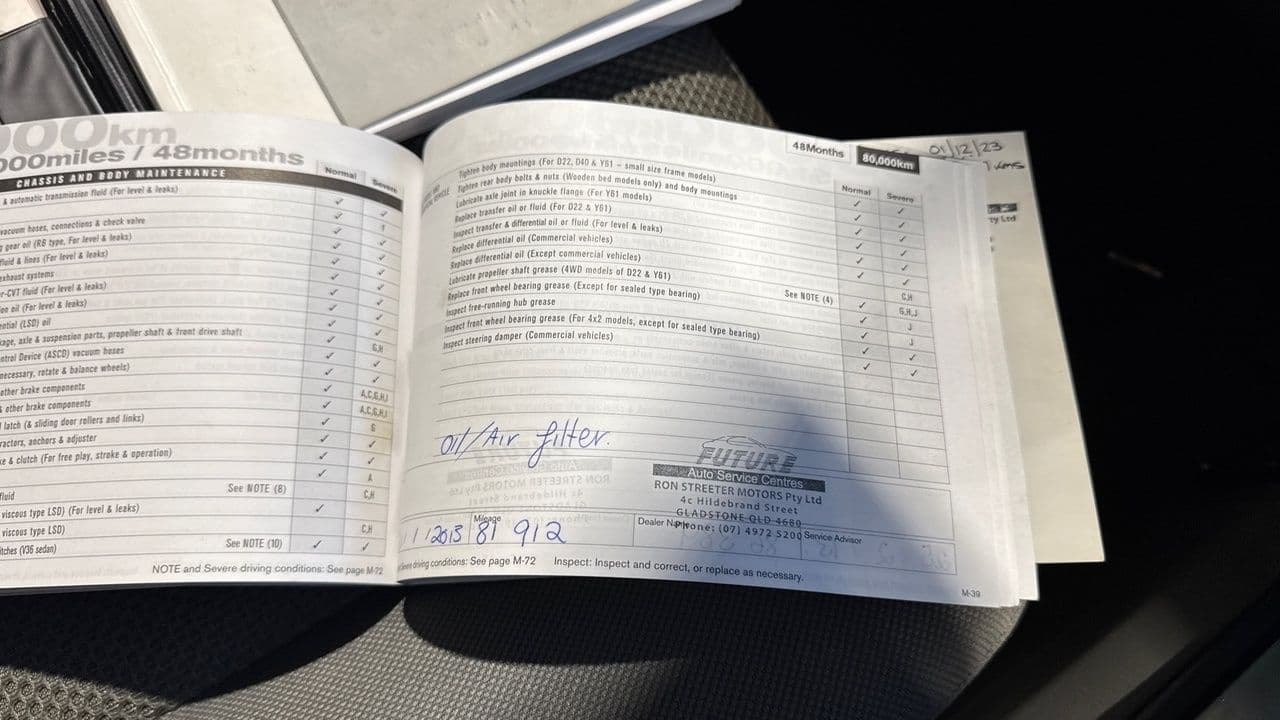 000km
000miles / 48months
CHASSIS AND BODY MAINTENANCE
Normal
Severe
& automatic transmission fluid (For level & leaks)
vacuum hoses, connections & check valve
gear oil (RB type, For level & leaks)
fluid & lines (For level & leaks)
exhaust systems
r-CVT fluid (For level & leaks)
on oil (For level & leaks)
ential (LSD) oil
kage, axle & suspension parts, propeller shaft & front drive shaft
G,H
ntrol Device (ASCD) vacuum hoses
necessary, rotate & balance wheels)
other brake components
A,C,G,H,I
& other brake components
A,C,G,H,I
latch (& sliding door rollers and links)
G
ractors, anchors & adjuster
ke & clutch (For free play, stroke & operation)
A
fluid
See NOTE (8)
C,H
viscous type LSD) (For level & leaks)
viscous type LSD)
C,H
itches (V36 sedan)
See NOTE (10)
NOTE and Severe driving conditions: See page M-72
48Months
80,000km
Normal
Severe
Tighten body mountings (For D22, D40 & Y61 – small size frame models)
Tighten rear body bolts & nuts (Wooden bed models only) and body mountings
Lubricate axle joint in knuckle flange (For Y61 models)
Replace transfer oil or fluid (For D22 & Y61)
Inspect transfer & differential oil or fluid (For level & leaks)
Replace differential oil (Commercial vehicles)
Replace differential oil (Except commercial vehicles)
C,H
Lubricate propeller shaft grease (4WD models of D22 & Y61)
G,H,J
Replace front wheel bearing grease (Except for sealed type bearing)
See NOTE (4)
J
Inspect free-running hub grease
J
Inspect front wheel bearing grease (For 4x2 models, except for sealed type bearing)
Inspect steering damper (Commercial vehicles)
Oil/Air filter.
FUTURE
Auto Service Centres
RON STREETER MOTORS Pty Ltd
4c Hildebrand Street
GLADSTONE QLD 4680
Phone: (07) 4972 5200
/ 1 / 2013
Mileage
81 912
Dealer Name
Service Advisor
Severe driving conditions: See page M-72
Inspect: Inspect and correct, or replace as necessary.
M-39
01/12/23
kms
ty Ltd